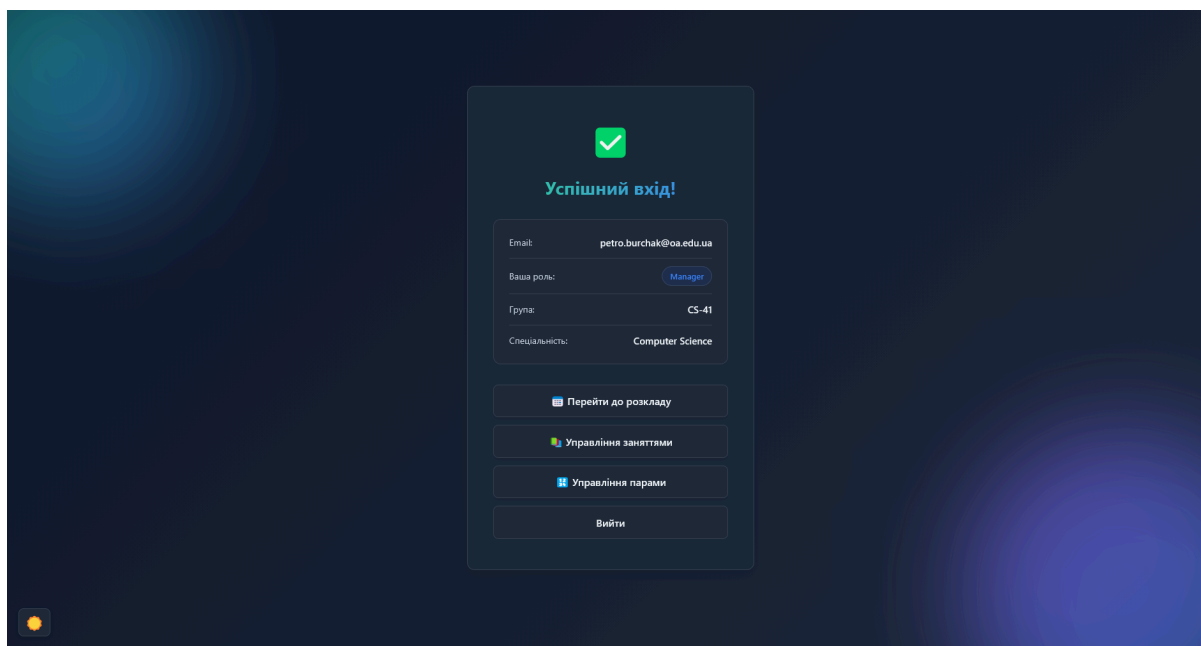 Успішний вхід!
Email: petro.burchak@oa.edu.ua
Ваша роль: Manager
Група: CS-41
Спеціальність: Computer Science
Перейти до розкладу
Управління заняттями
Управління парами
Вийти